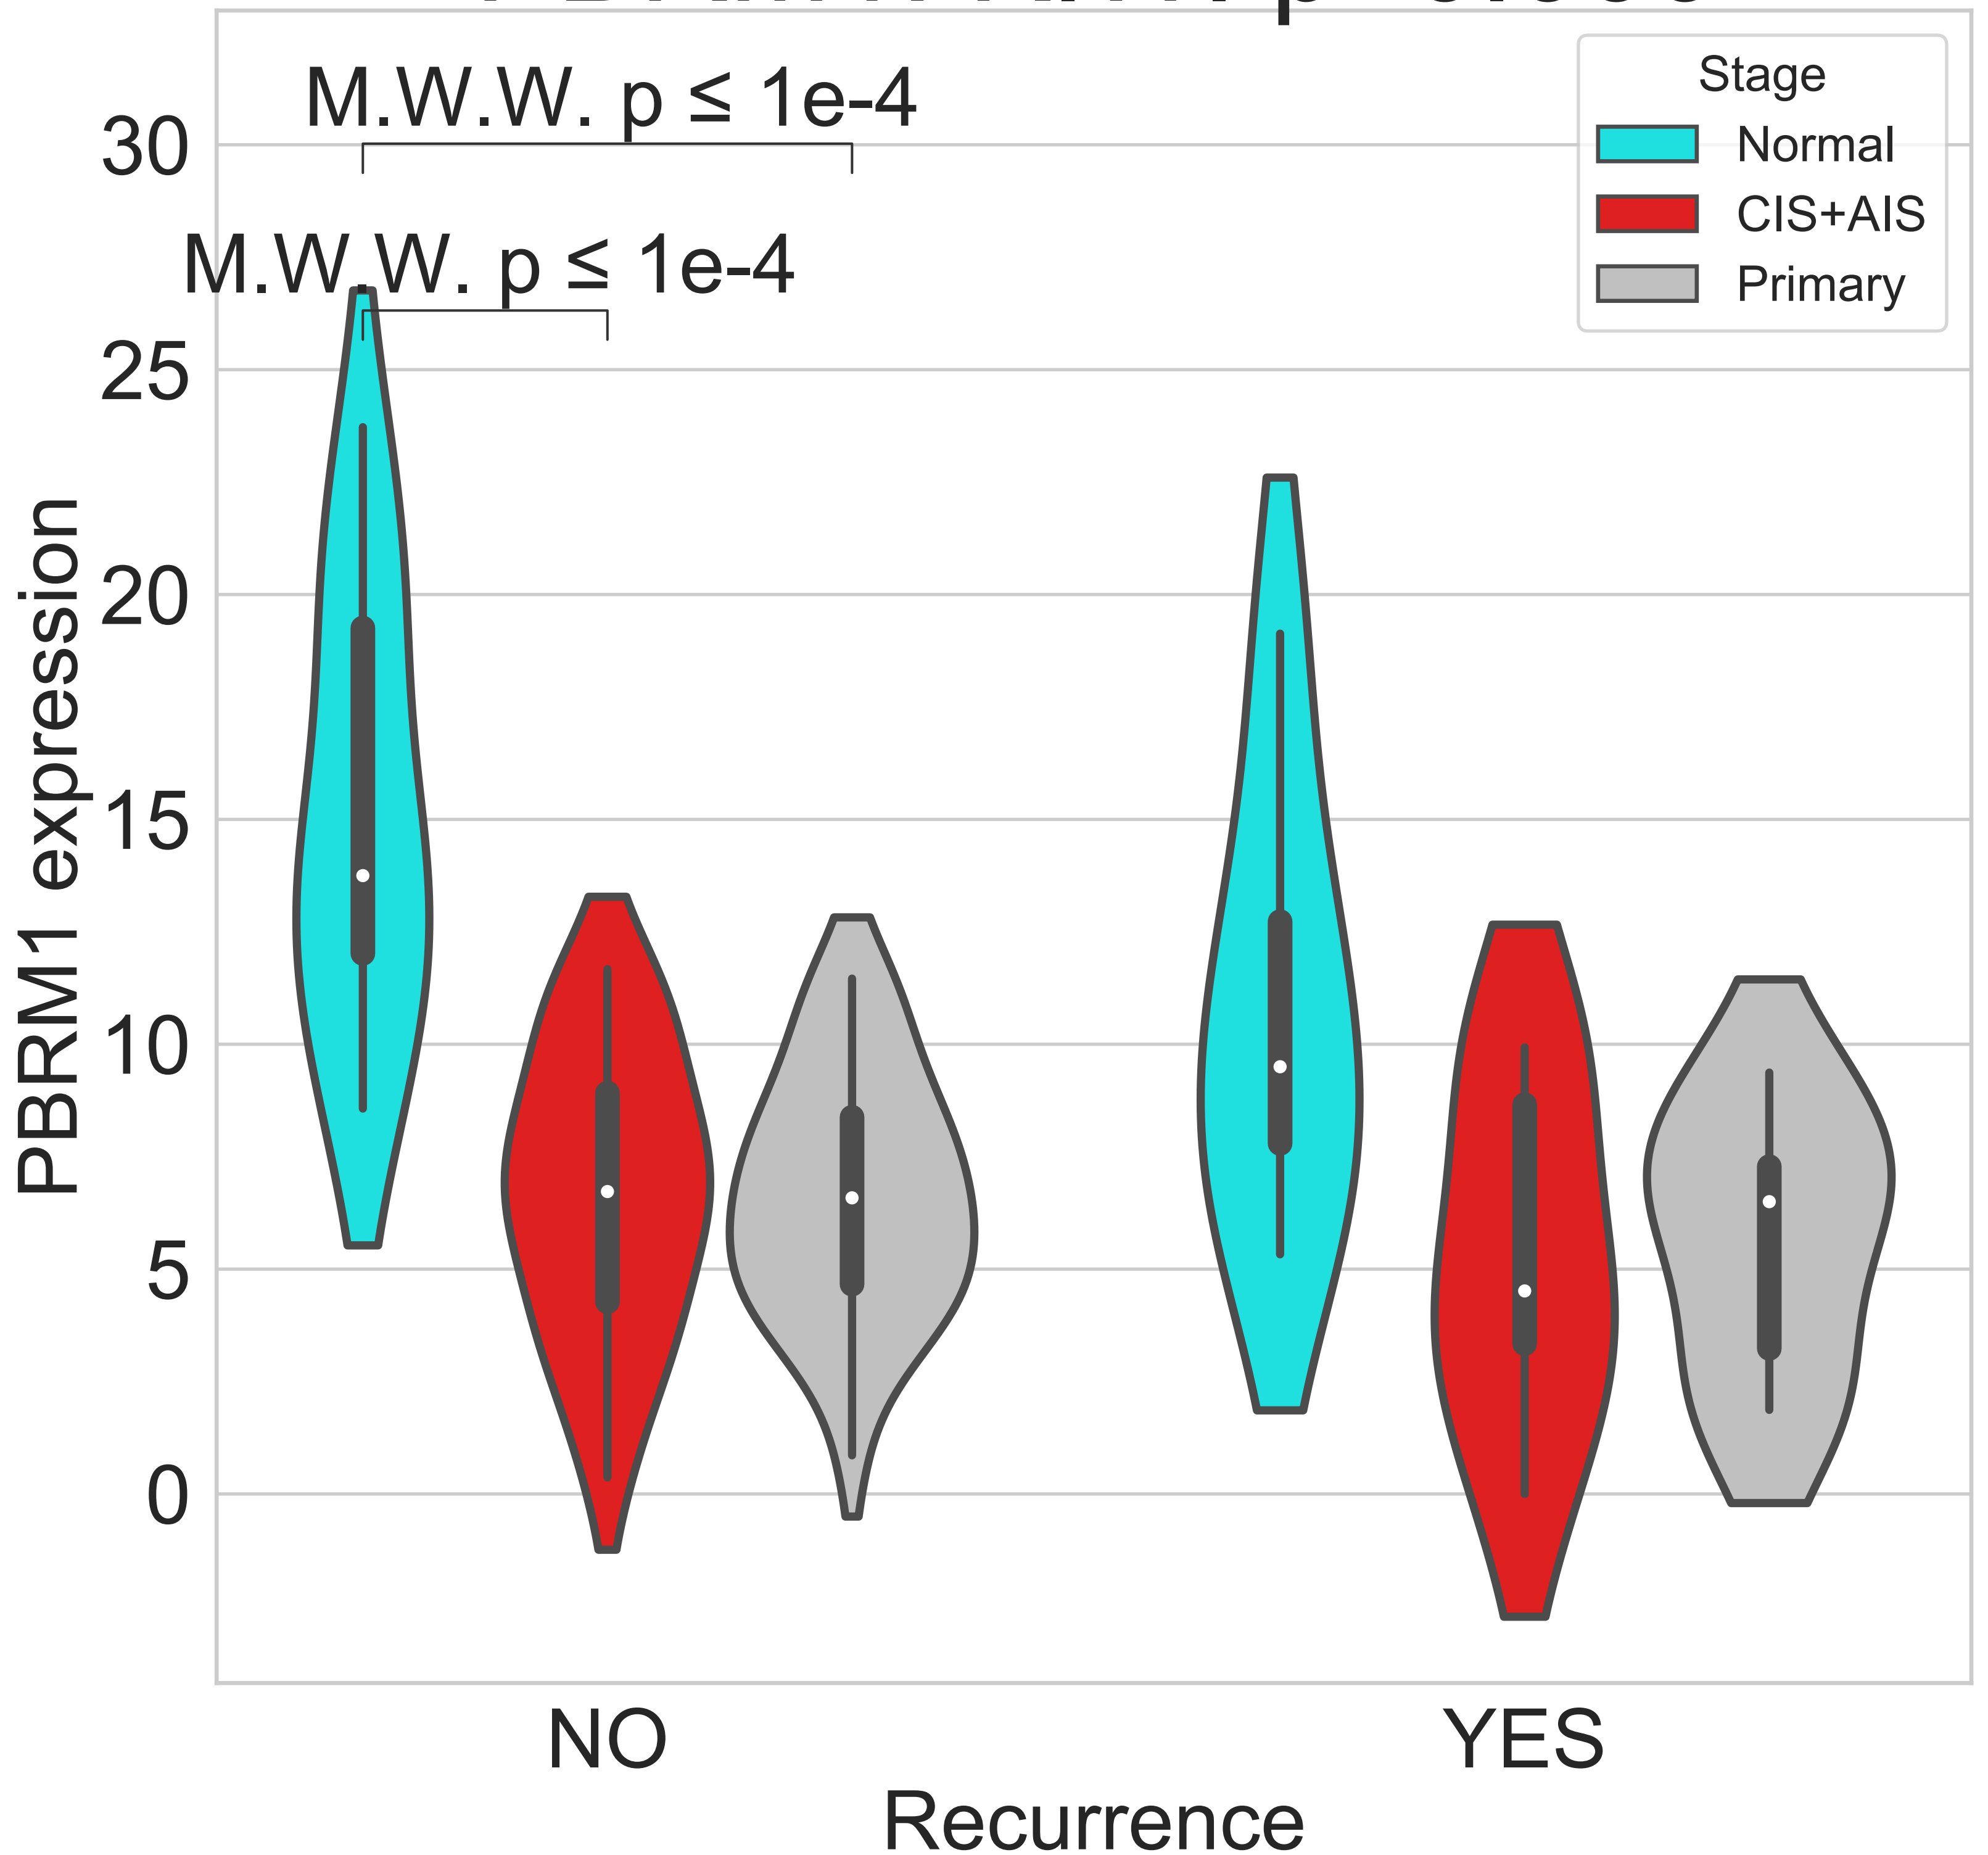 M.W.W. p ≤ 1e-4
M.W.W. p ≤ 1e-4
Stage
Normal
CIS+AIS
Primary
30
25
20
15
10
5
0
PBRM1 expression
NO
YES
Recurrence